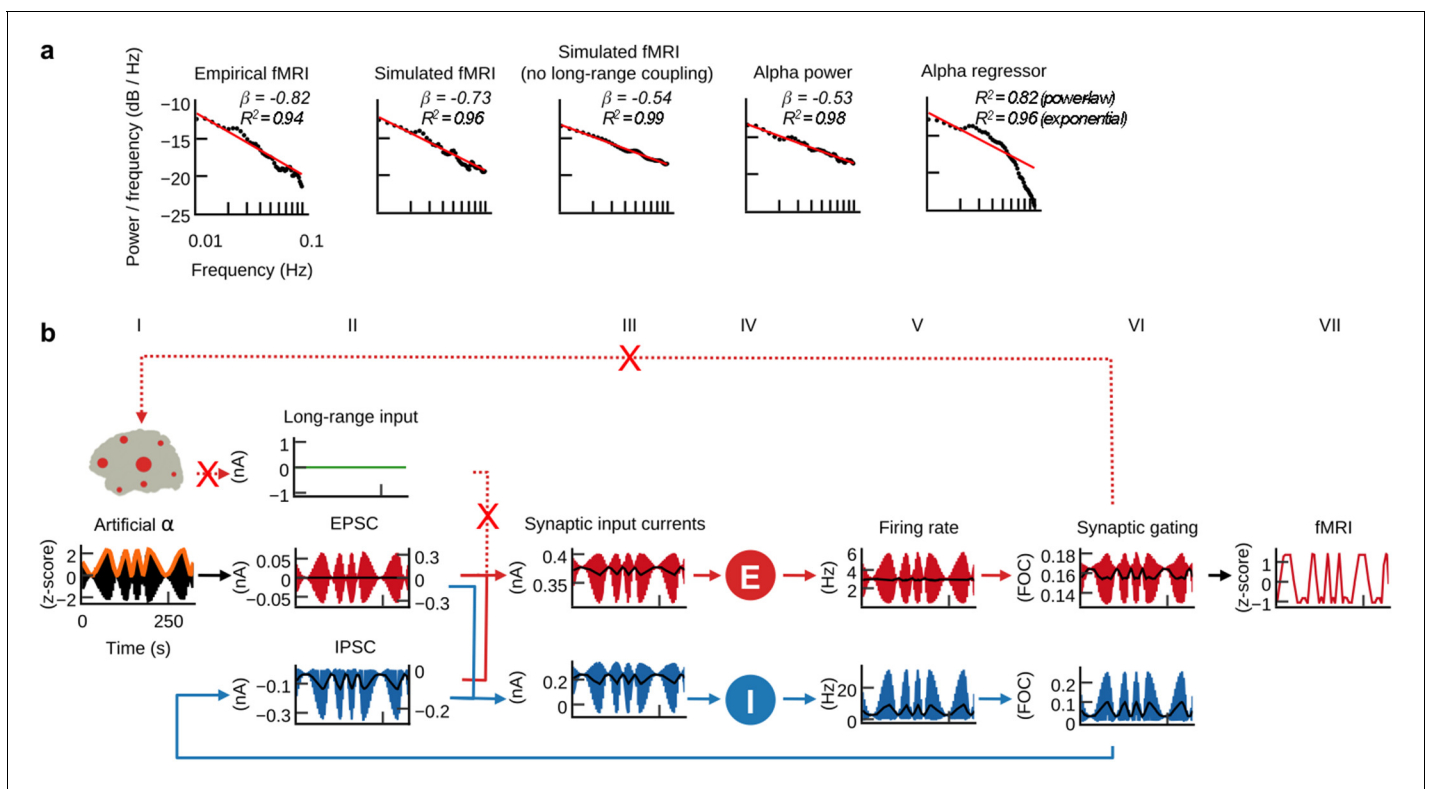 a
Power / frequency (dB / Hz)
Empirical fMRI
β = -0.82
R² = 0.94
−10
−15
−20
−25
0.01 0.1
Frequency (Hz)
Simulated fMRI
β = -0.73
R² = 0.96
Simulated fMRI
(no long-range coupling)
β = -0.54
R² = 0.99
Alpha power
β = -0.53
R² = 0.98
Alpha regressor
R² = 0.82 (powerlaw)
R² = 0.96 (exponential)
b
I II III IV V VI VII
X
Long-range input
X
(nA)
1
0
−1
X
Artificial α
(z-score)
2
0
−2
0 250
Time (s)
EPSC
(nA)
0.05
0
−0.05
0.3
0
−0.3
Synaptic input currents
(nA)
0.4
0.35
E
Firing rate
(Hz)
6
4
2
Synaptic gating
(FOC)
0.18
0.16
0.14
fMRI
(z-score)
1
0
−1
IPSC
(nA)
−0.1
−0.3
0
−0.2
(nA)
0.2
0
I
(Hz)
20
0
(FOC)
0.2
0.1
0